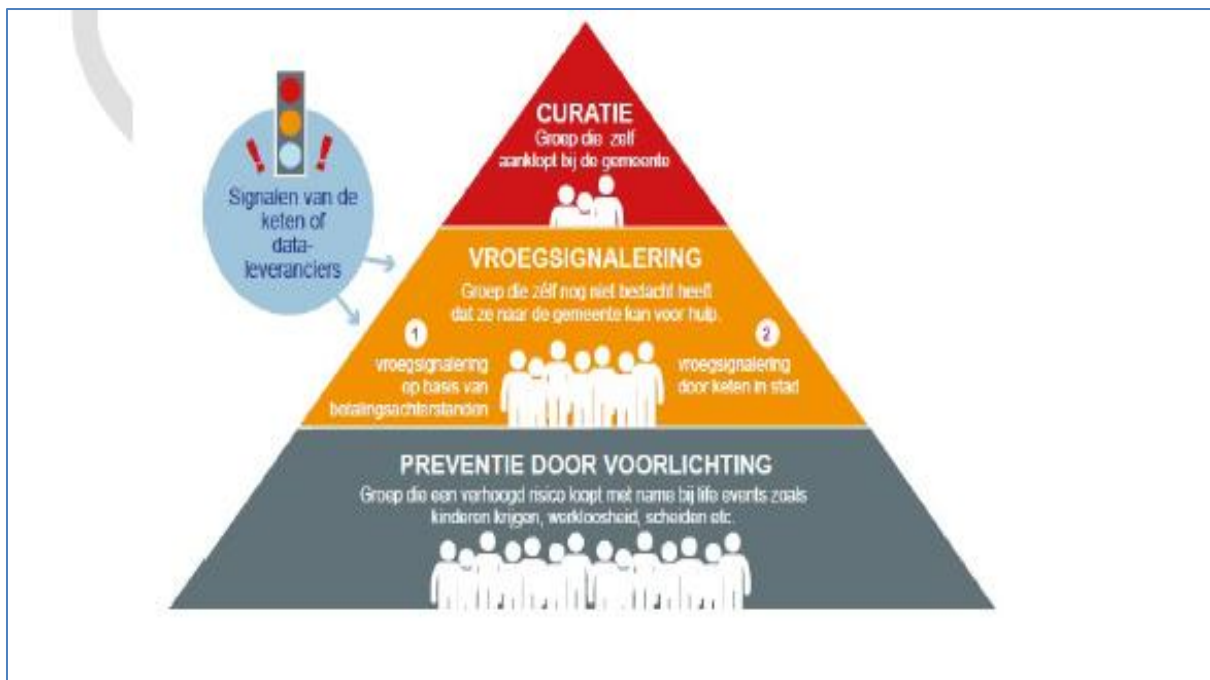 CURATIE
Groep die zelf
aanklopt bij de gemeente
Signalen van de
keten of
data-
leveranciers
VROEGSIGNALERING
Groep die zélf nog niet bedacht heeft
dat ze naar de gemeente kan voor hulp.
1
vroegsignalering
op basis van
betalingsachterstanden
2
vroegsignalering
door keten in stad
PREVENTIE DOOR VOORLICHTING
Groep die een verhoogd risico loopt met name bij life events zoals
kinderen krijgen, werkloosheid, scheiden etc.